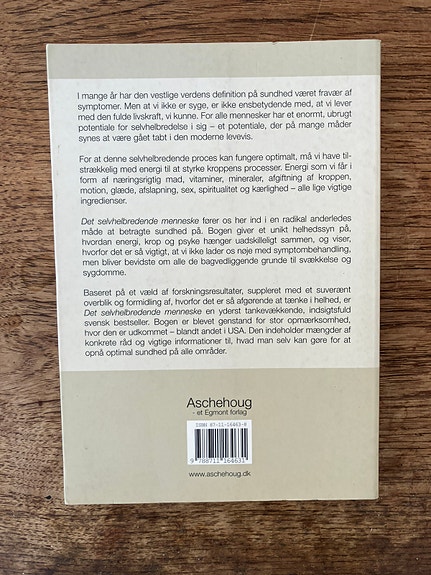 I mange år har den vestlige verdens definition på sundhed været fravær af
symptomer. Men at vi ikke er syge, er ikke ensbetydende med, at vi lever
med den fulde livskraft, vi kunne. For alle mennesker har et enormt, ubrugt
potentiale for selvhelbredelse i sig – et potentiale, der på mange måder
synes at være gået tabt i den moderne levevis.
For at denne selvhelbredende proces kan fungere optimalt, må vi have til-
strækkelig med energi til at styrke kroppens processer. Energi som vi får i
form af næringsrigtig mad, vitaminer, mineraler, afgiftning af kroppen,
motion, glæde, afslapning, sex, spiritualitet og kærlighed – alle lige vigtige
ingredienser.
Det selvhelbredende menneske fører os her ind i en radikal anderledes
måde at betragte sundhed på. Bogen giver et unikt helhedssyn på,
hvordan energi, krop og psyke hænger uadskilleligt sammen, og viser,
hvorfor det er så vigtigt, at vi ikke lader os nøje med symptombehandling,
men bliver bevidste om alle de bagvedliggende grunde til svækkelse og
sygdomme.
Baseret på et væld af forskningsresultater, suppleret med et suverænt
overblik og formidling af, hvorfor det er så afgørende at tænke i helhed, er
Det selvhelbredende menneske en yderst tankevækkende, indsigtsfuld
svensk bestseller. Bogen er blevet genstand for stor opmærksomhed,
hvor den er udkommet – blandt andet i USA. Den indeholder mængder af
konkrete råd og vigtige informationer til, hvad man selv kan gøre for at
opnå optimal sundhed på alle områder.
Aschehoug
- et Egmont forlag
ISBN 87-11-16463-8
9 788711 164631
www.aschehoug.dk